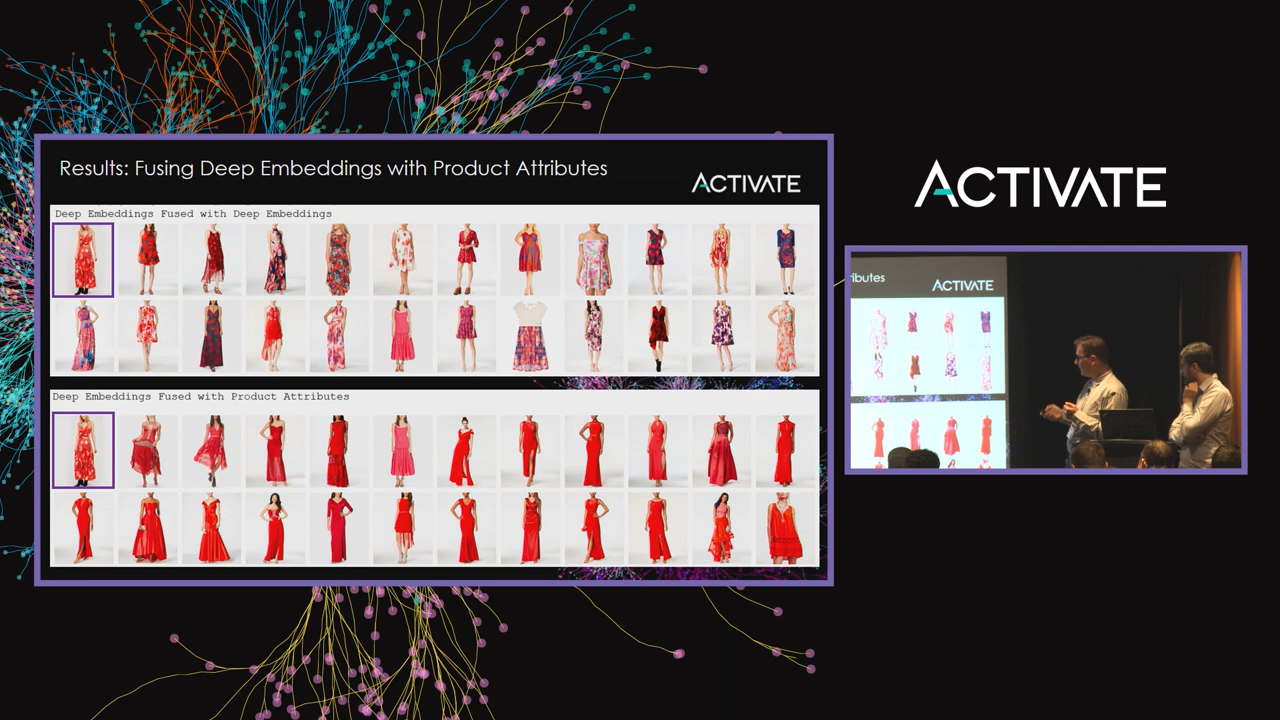 Results: Fusing Deep Embeddings with Product Attributes
ACTIVATE
Deep Embeddings Fused with Deep Embeddings
Deep Embeddings Fused with Product Attributes
ACTIVATE
ributes
ACTIVATE